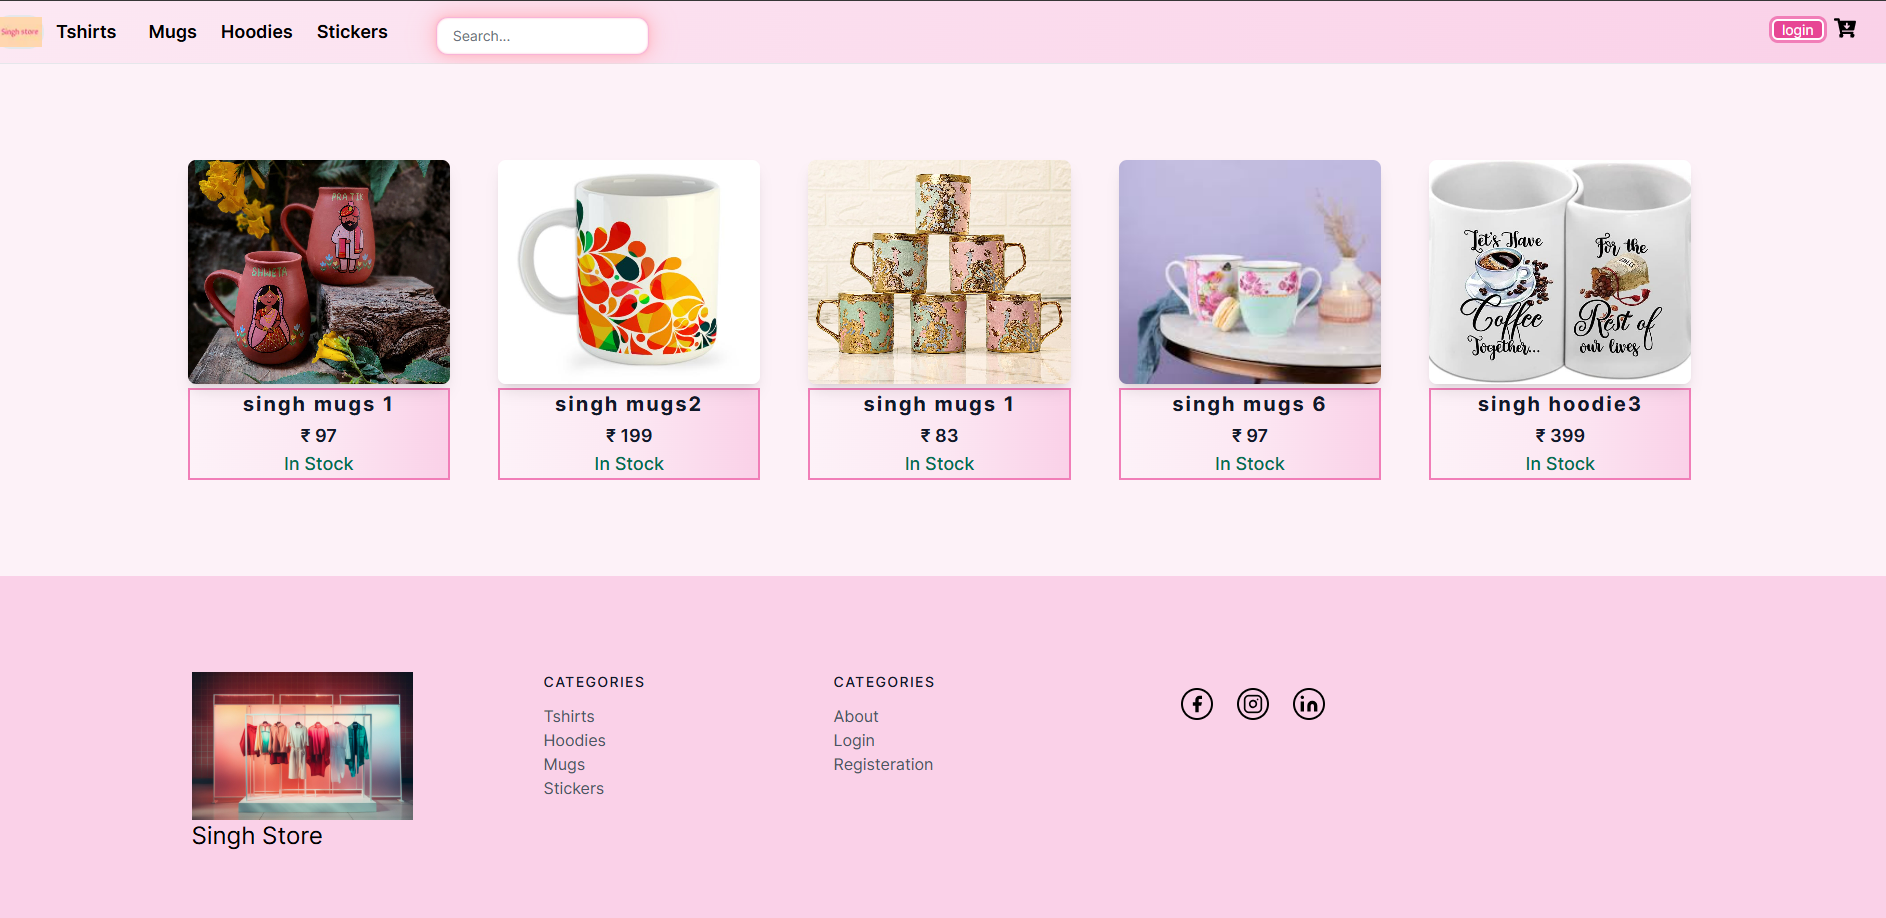 Singh store
Tshirts
Mugs
Hoodies
Stickers
Search...
login
PRATIK
SHWETA
Let's Have
Coffee
Together...
For the
Rest of
our lives
singh mugs 1
₹ 97
In Stock
singh mugs2
₹ 199
In Stock
singh mugs 1
₹ 83
In Stock
singh mugs 6
₹ 97
In Stock
singh hoodie3
₹ 399
In Stock
Singh Store
CATEGORIES
Tshirts
Hoodies
Mugs
Stickers
CATEGORIES
About
Login
Registeration